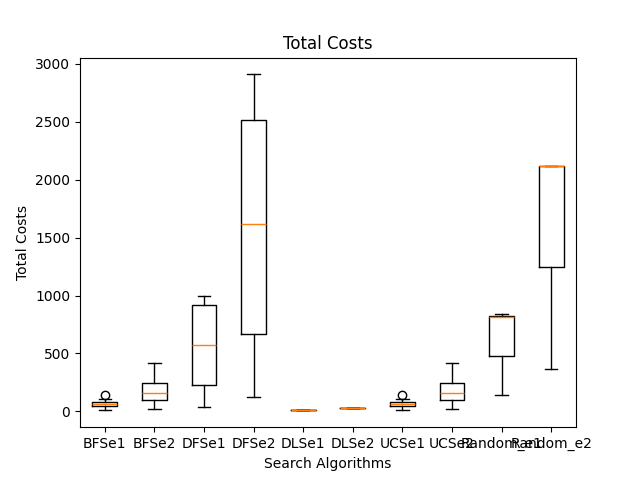 Total Costs
Total Costs
3000
2500
2000
1500
1000
500
0
BFSe1 BFSe2 DFSe1 DFSe2 DLSe1 DLSe2 UCSe1 UCSe2 Random_e1 Random_e2
Search Algorithms